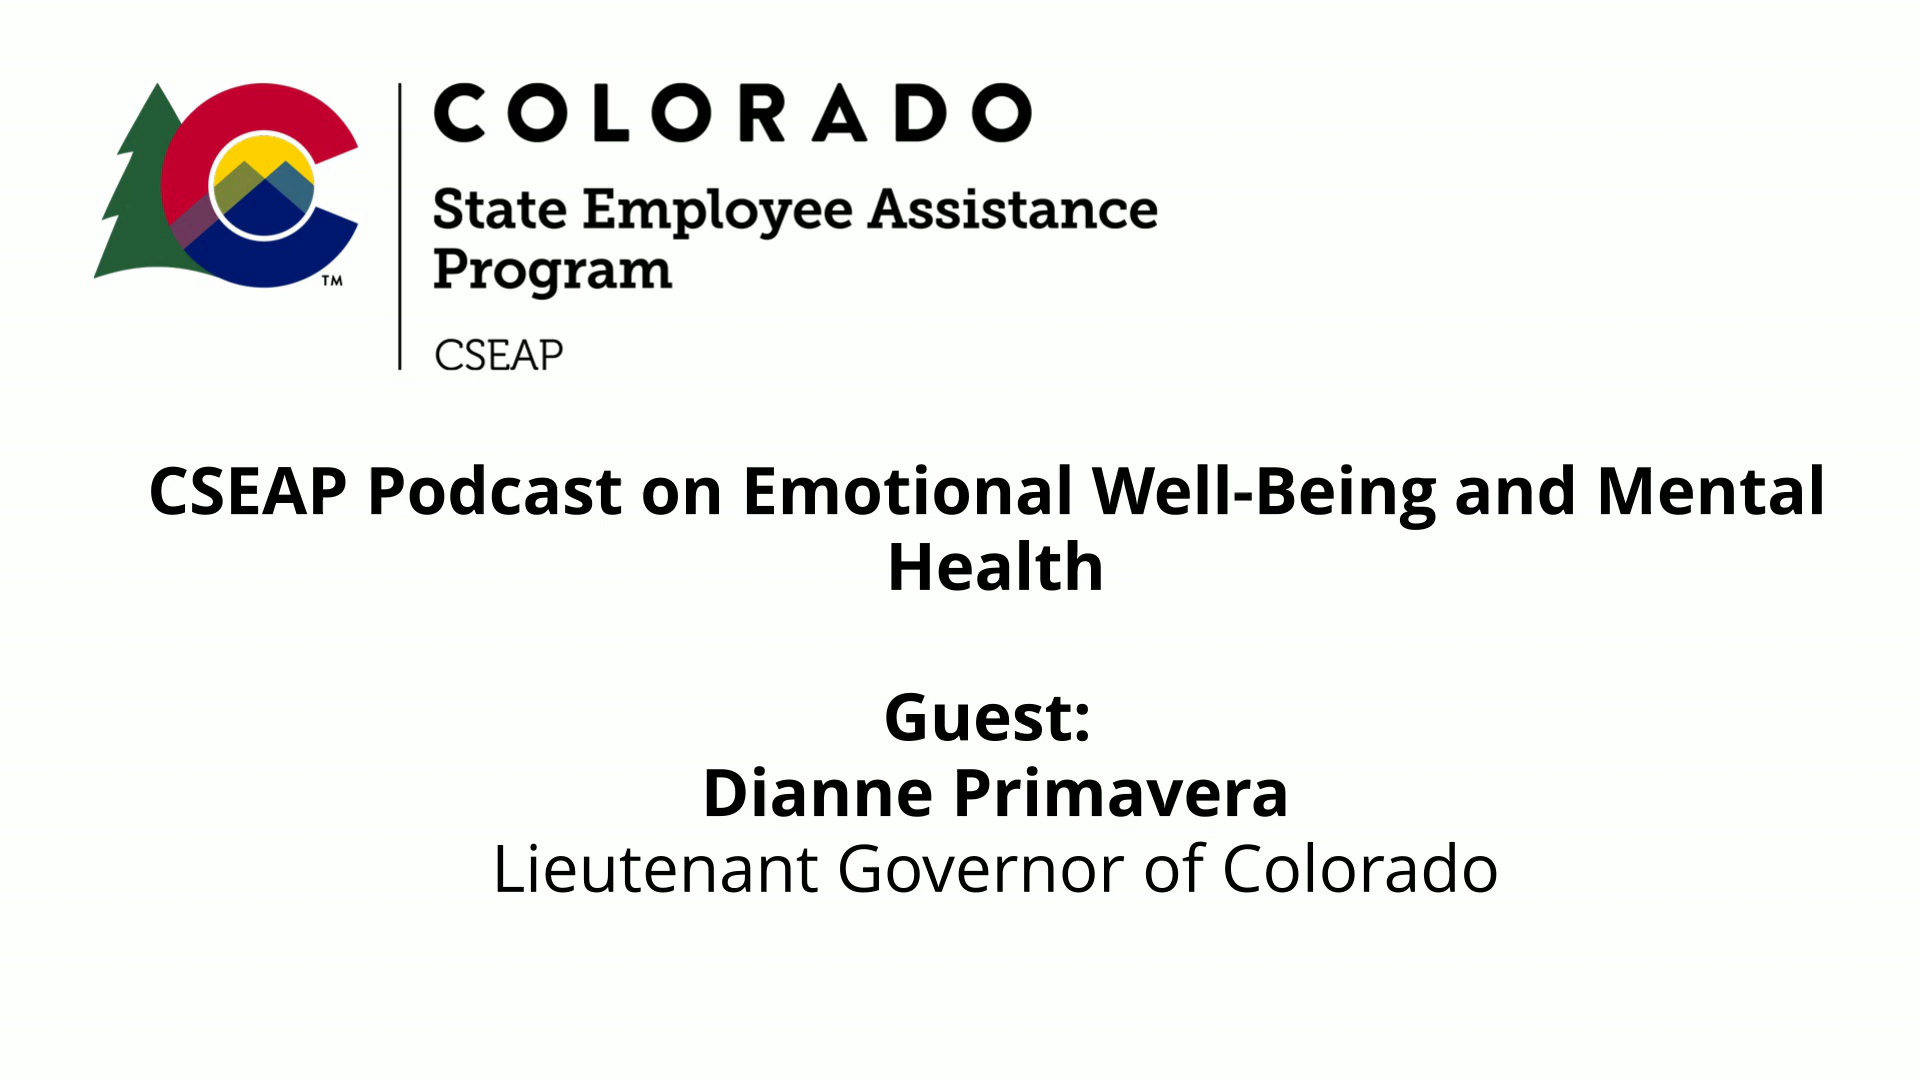 COLORADO
State Employee Assistance
Program
CSEAP
TM
CSEAP Podcast on Emotional Well-Being and Mental
Health
Guest:
Dianne Primavera
Lieutenant Governor of Colorado